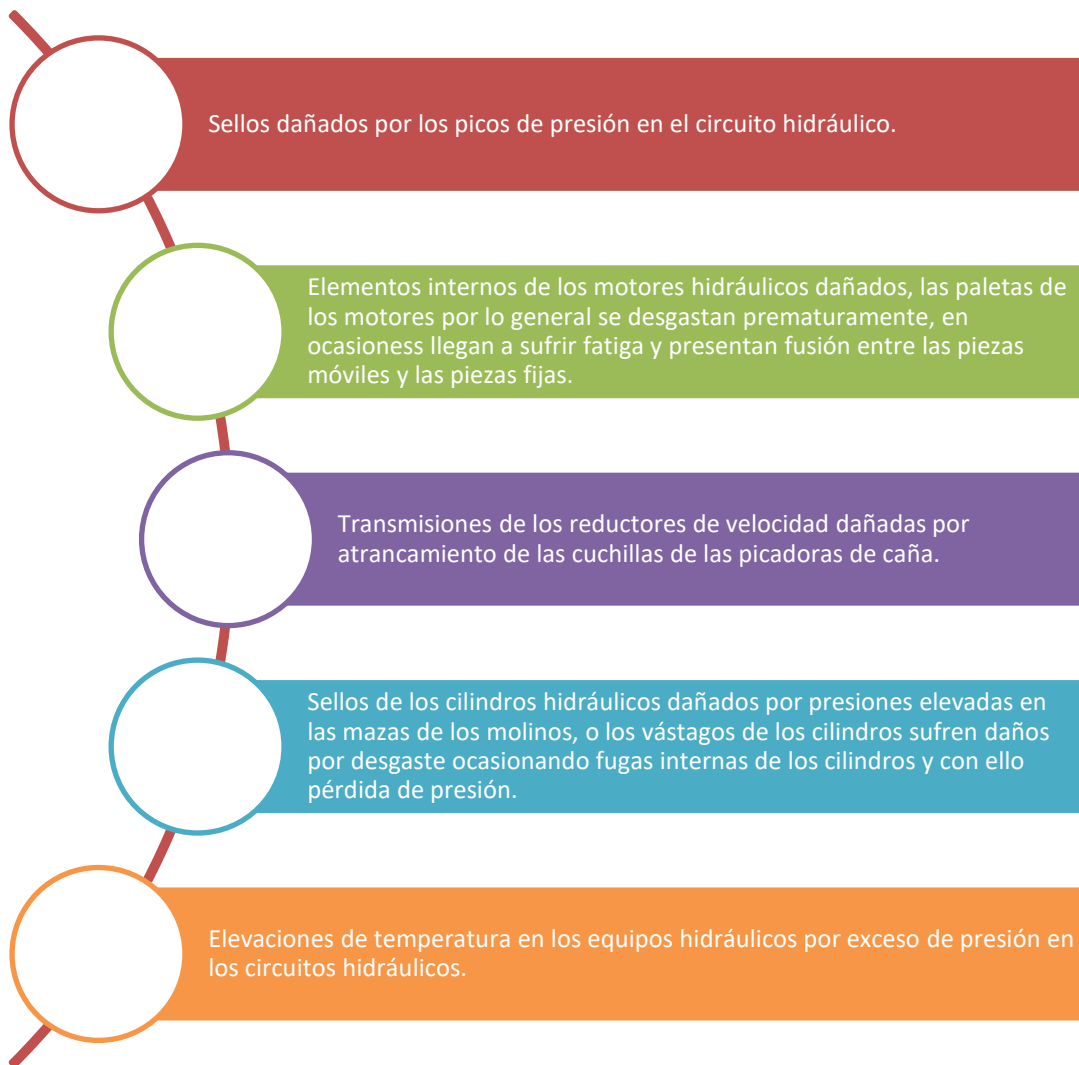 Sellos dañados por los picos de presión en el circuito hidráulico.
Elementos internos de los motores hidráulicos dañados, las paletas de
los motores por lo general se desgastan prematuramente, en
ocasioness llegan a sufrir fatiga y presentan fusión entre las piezas
móviles y las piezas fijas.
Transmisiones de los reductores de velocidad dañadas por
atrancamiento de las cuchillas de las picadoras de caña.
Sellos de los cilindros hidráulicos dañados por presiones elevadas en
las mazas de los molinos, o los vástagos de los cilindros sufren daños
por desgaste ocasionando fugas internas de los cilindros y con ello
pérdida de presión.
Elevaciones de temperatura en los equipos hidráulicos por exceso de presión en
los circuitos hidráulicos.